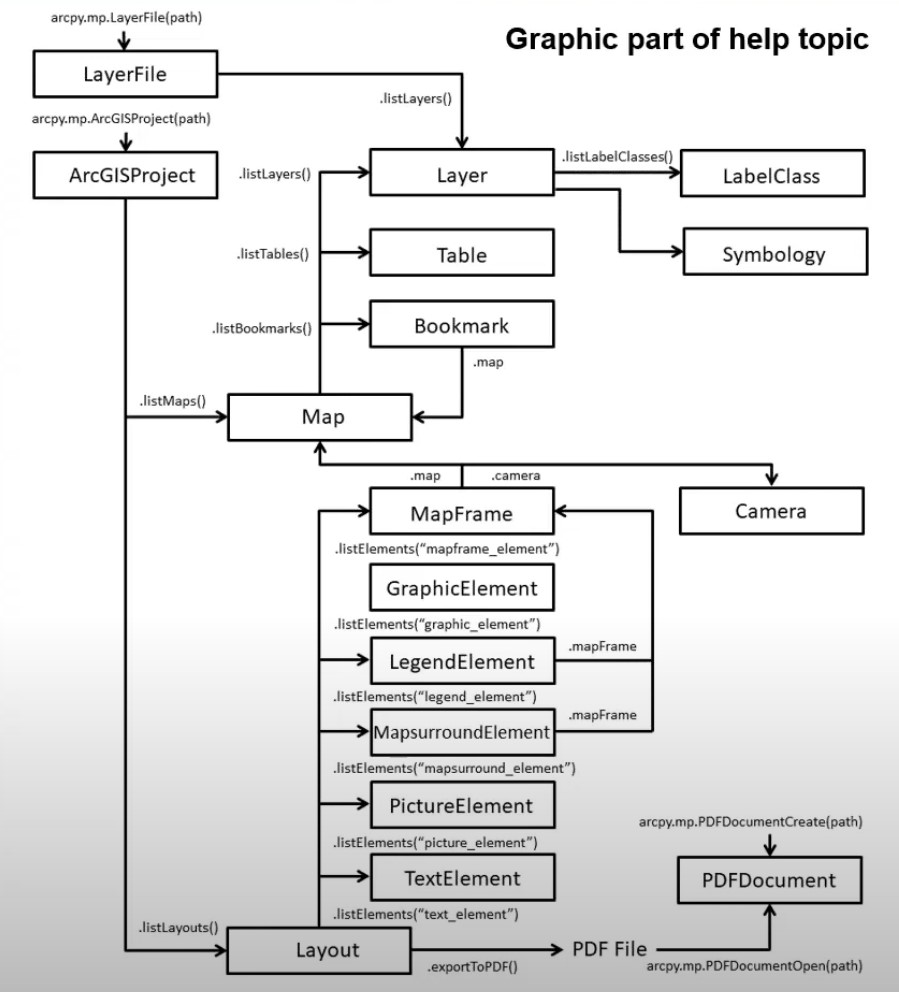 arcpy.mp.LayerFile(path)
Graphic part of help topic
LayerFile
.listLayers()
arcpy.mp.ArcGISProject(path)
ArcGISProject
.listLayers()
Layer
.listLabelClasses()
LabelClass
.listTables()
Table
Symbology
.listBookmarks()
Bookmark
.map
.listMaps()
Map
.map
.camera
MapFrame
Camera
.listElements(“mapframe_element”)
GraphicElement
.listElements(“graphic_element”)
LegendElement
.mapFrame
.listElements(“legend_element”)
MapsurroundElement
.mapFrame
.listElements(“mapsurround_element”)
PictureElement
arcpy.mp.PDFDocumentCreate(path)
.listElements(“picture_element”)
TextElement
PDFDocument
.listElements(“text_element”)
.listLayouts()
Layout
.exportToPDF()
PDF File
arcpy.mp.PDFDocumentOpen(path)